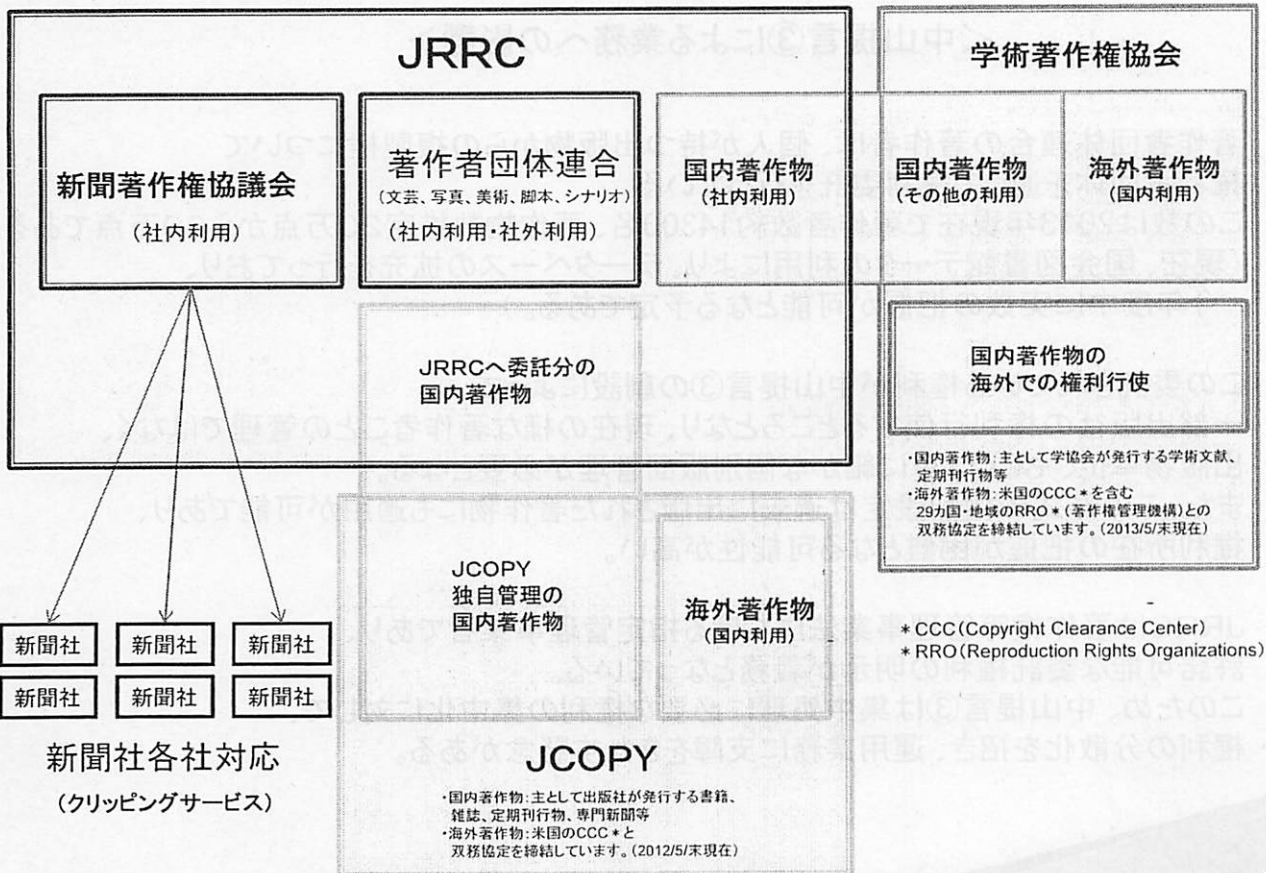 JRRC
学術著作権協会
新聞著作権協議会
(社内利用)
著作者団体連合
(文芸、写真、美術、脚本、シナリオ)
(社内利用・社外利用)
国内著作物
(社内利用)
国内著作物
(その他の利用)
海外著作物
(国内利用)
JRRCへ委託分の
国内著作物
国内著作物の
海外での権利行使
・国内著作物:主として学協会が発行する学術文献、
定期刊行物等
・海外著作物:米国のCCC*を含む
29カ国・地域のRRO*(著作権管理機構)との
双務協定を締結しています。(2013/5/末現在)
JCOPY
独自管理の
国内著作物
海外著作物
(国内利用)
*CCC(Copyright Clearance Center)
*RRO(Reproduction Rights Organizations)
新聞社 新聞社 新聞社
新聞社 新聞社 新聞社
新聞社各社対応
(クリッピングサービス)
JCOPY
・国内著作物:主として出版社が発行する書籍、
雑誌、定期刊行物、専門新聞等
・海外著作物:米国のCCC*と
双務協定を締結しています。(2012/5/末現在)